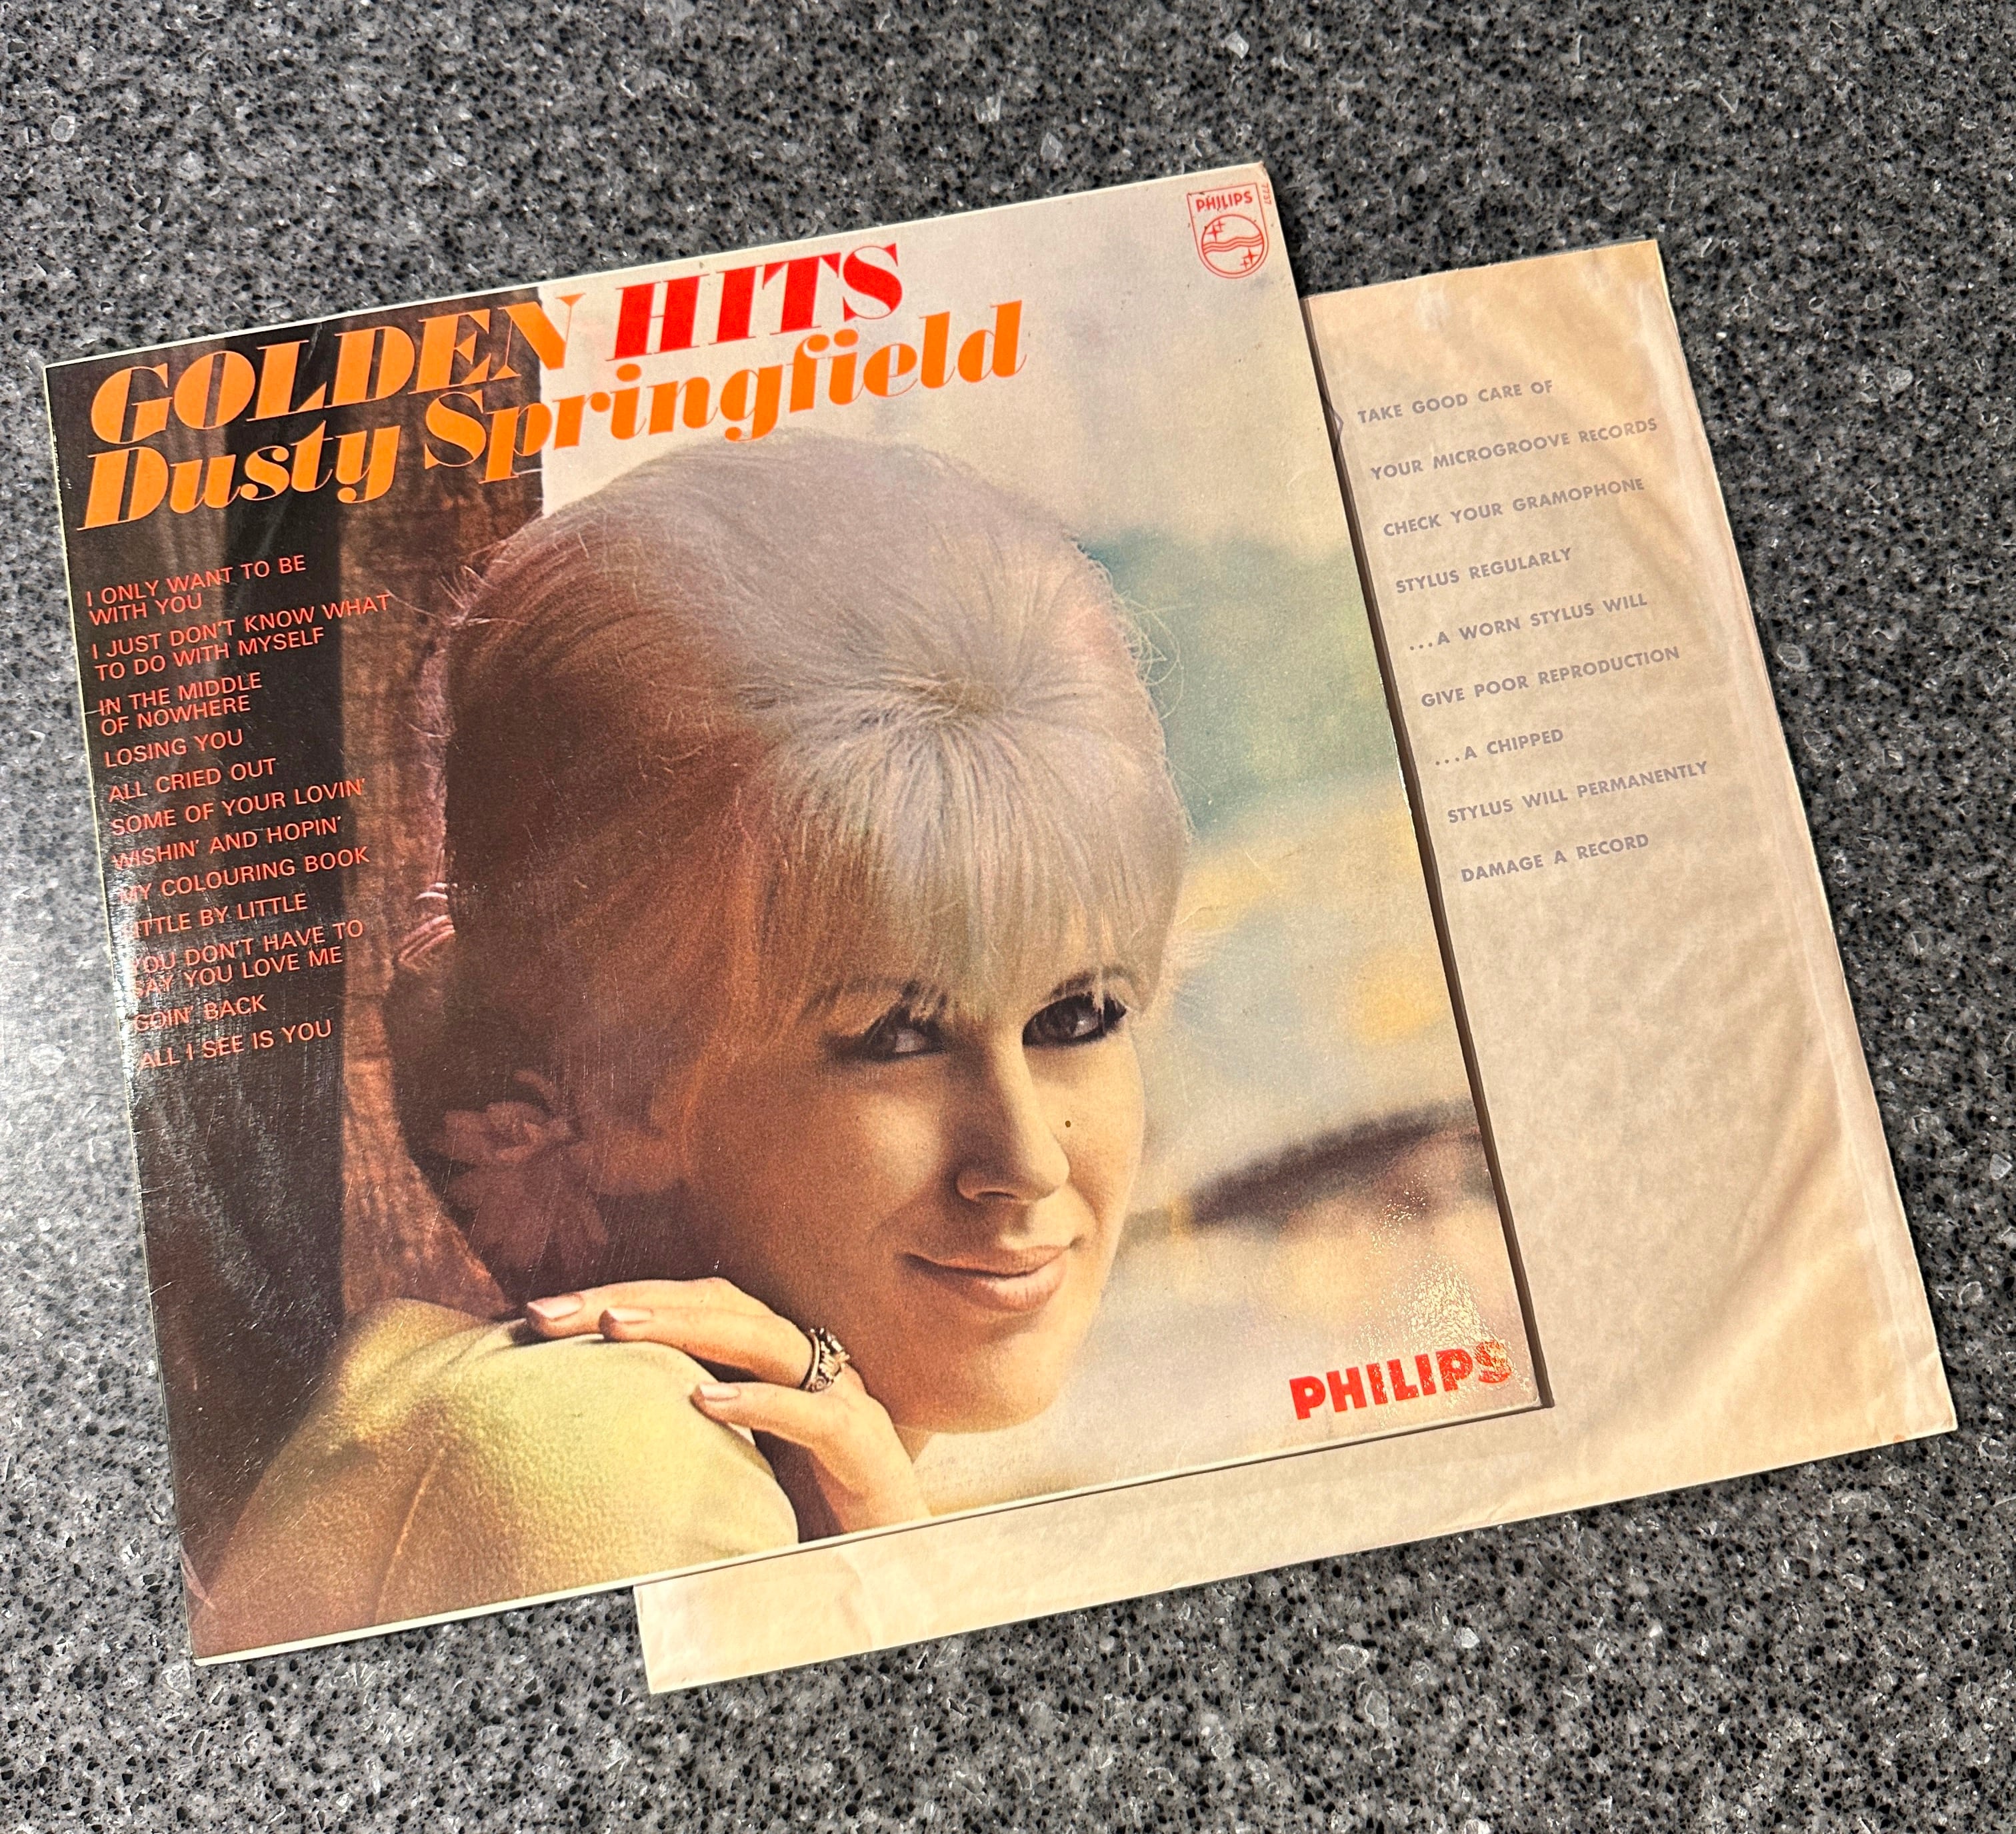 GOLDEN HITS
Dusty Springfield
PHILIPS
7737
I ONLY WANT TO BE
WITH YOU
I JUST DON'T KNOW WHAT
TO DO WITH MYSELF
IN THE MIDDLE
OF NOWHERE
LOSING YOU
ALL CRIED OUT
SOME OF YOUR LOVIN'
WISHIN' AND HOPIN'
MY COLOURING BOOK
LITTLE BY LITTLE
YOU DON'T HAVE TO
SAY YOU LOVE ME
GOIN' BACK
ALL I SEE IS YOU
PHILIPS
TAKE GOOD CARE OF
YOUR MICROGROOVE RECORDS
CHECK YOUR GRAMOPHONE
STYLUS REGULARLY
...A WORN STYLUS WILL
GIVE POOR REPRODUCTION
...A CHIPPED
STYLUS WILL PERMANENTLY
DAMAGE A RECORD